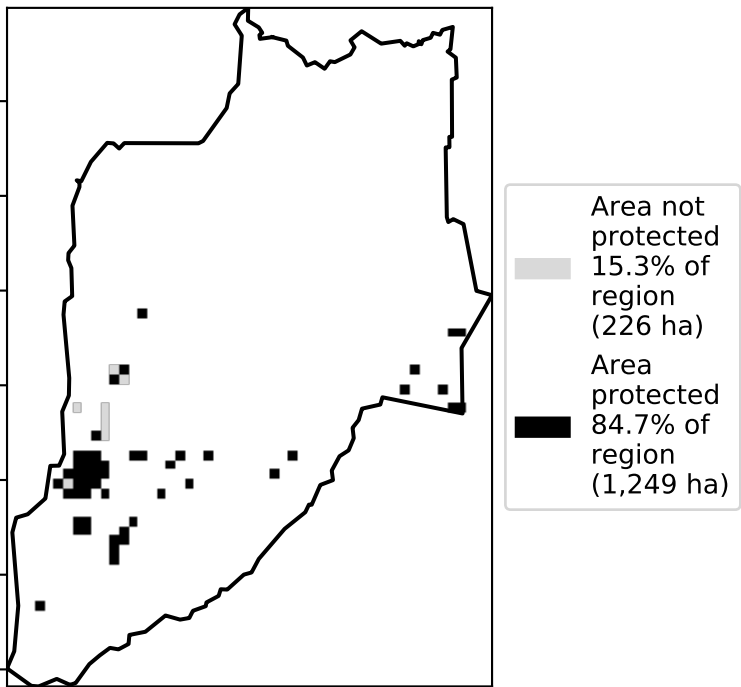 Area not
protected
15.3% of
region
(226 ha)
Area
protected
84.7% of
region
(1,249 ha)